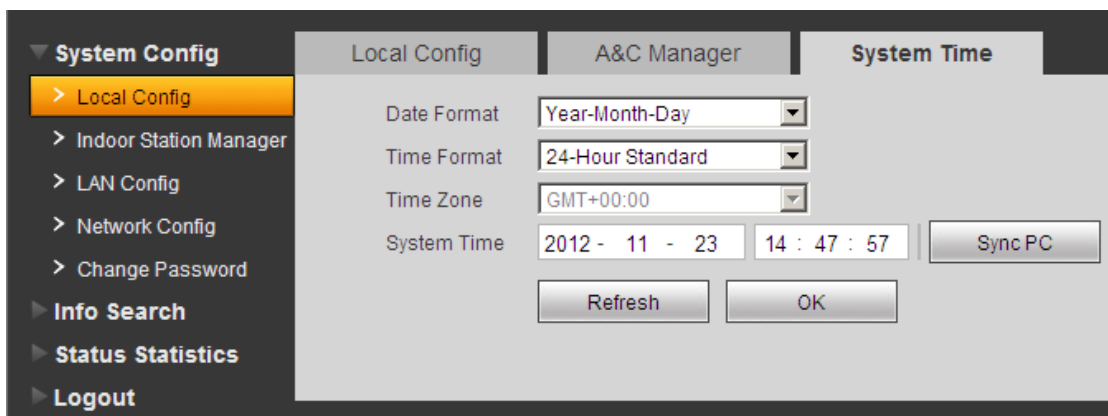 System Config
Local Config
Indoor Station Manager
LAN Config
Network Config
Change Password
Info Search
Status Statistics
Logout
Local Config A&C Manager System Time
Date Format Year-Month-Day
Time Format 24-Hour Standard
Time Zone GMT+00:00
System Time 2012 - 11 - 23 14 : 47 : 57 Sync PC
Refresh OK